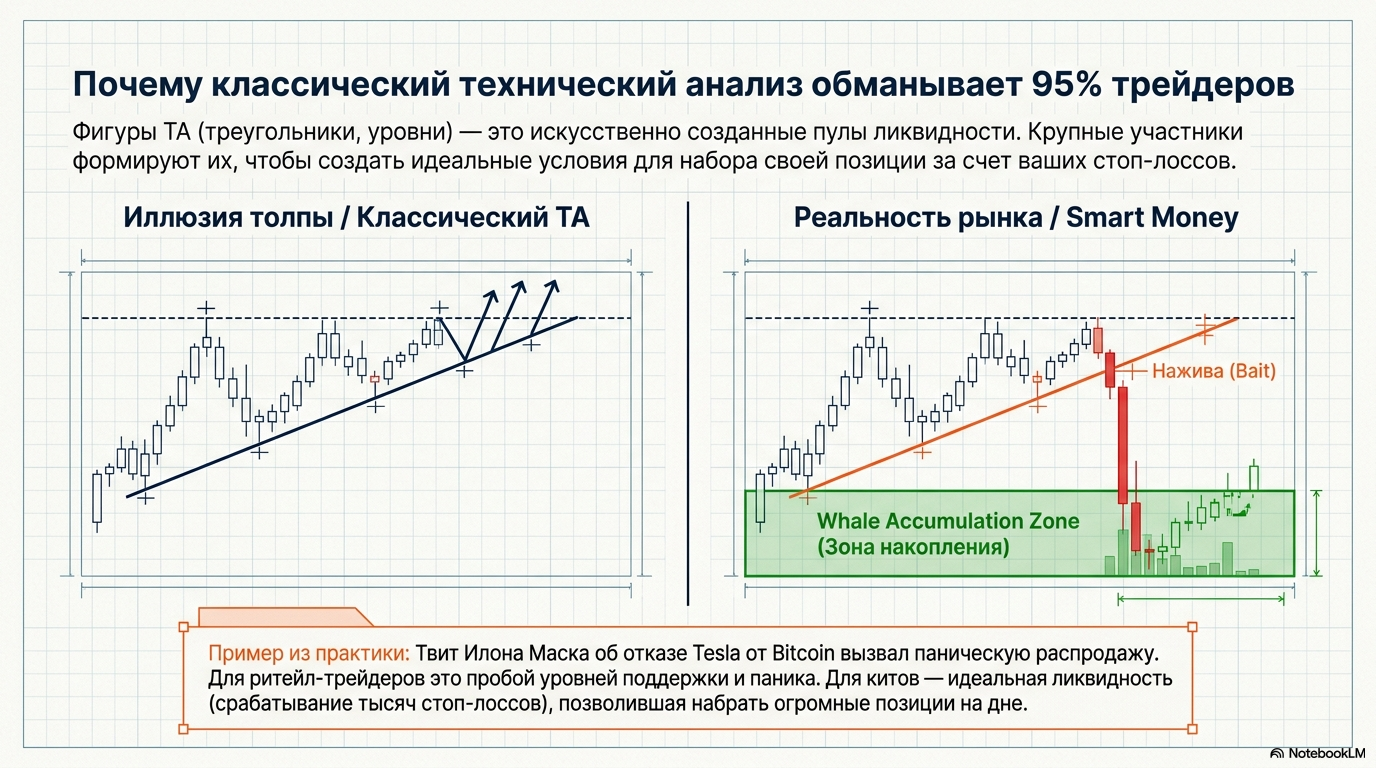 Почему классический технический анализ обманывает 95% трейдеров
Фигуры ТА (треугольники, уровни) — это искусственно созданные пулы ликвидности. Крупные участники
формируют их, чтобы создать идеальные условия для набора своей позиции за счет ваших стоп-лоссов.
Иллюзия толпы / Классический ТА
Реальность рынка / Smart Money
Нажива (Bait)
Whale Accumulation Zone
(Зона накопления)
Пример из практики: Твит Илона Маска об отказе Tesla от Bitcoin вызвал паническую распродажу.
Для ритейл-трейдеров это пробой уровней поддержки и паника. Для китов — идеальная ликвидность
(срабатывание тысяч стоп-лоссов), позволившая набрать огромные позиции на дне.
NotebookLM